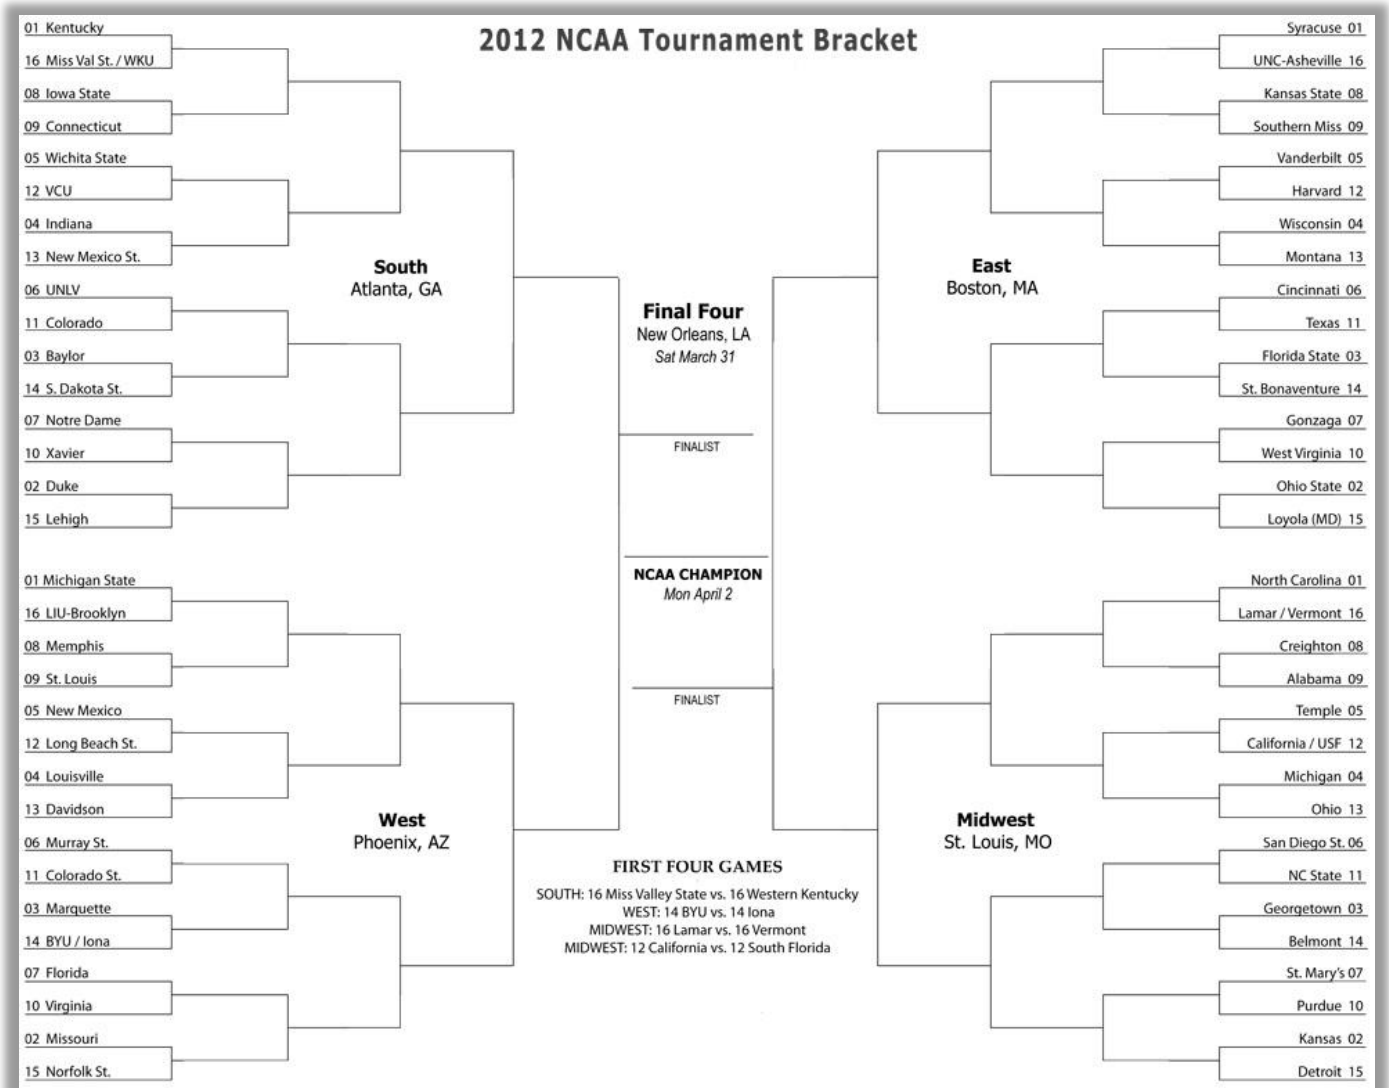 2012 NCAA Tournament Bracket
01 Kentucky
16 Miss Val St. / WKU
08 Iowa State
09 Connecticut
05 Wichita State
12 VCU
04 Indiana
13 New Mexico St.
06 UNLV
11 Colorado
03 Baylor
14 S. Dakota St.
07 Notre Dame
10 Xavier
02 Duke
15 Lehigh
South
Atlanta, GA
01 Michigan State
16 LIU-Brooklyn
08 Memphis
09 St. Louis
05 New Mexico
12 Long Beach St.
04 Louisville
13 Davidson
06 Murray St.
11 Colorado St.
03 Marquette
14 BYU / Iona
07 Florida
10 Virginia
02 Missouri
15 Norfolk St.
West
Phoenix, AZ
Final Four
New Orleans, LA
Sat March 31
FINALIST
NCAA CHAMPION
Mon April 2
FINALIST
FIRST FOUR GAMES
SOUTH: 16 Miss Valley State vs. 16 Western Kentucky
WEST: 14 BYU vs. 14 Iona
MIDWEST: 16 Lamar vs. 16 Vermont
MIDWEST: 12 California vs. 12 South Florida
Syracuse 01
UNC-Asheville 16
Kansas State 08
Southern Miss 09
Vanderbilt 05
Harvard 12
Wisconsin 04
Montana 13
Cincinnati 06
Texas 11
Florida State 03
St. Bonaventure 14
Gonzaga 07
West Virginia 10
Ohio State 02
Loyola (MD) 15
East
Boston, MA
North Carolina 01
Lamar / Vermont 16
Creighton 08
Alabama 09
Temple 05
California / USF 12
Michigan 04
Ohio 13
San Diego St. 06
NC State 11
Georgetown 03
Belmont 14
St. Mary's 07
Purdue 10
Kansas 02
Detroit 15
Midwest
St. Louis, MO